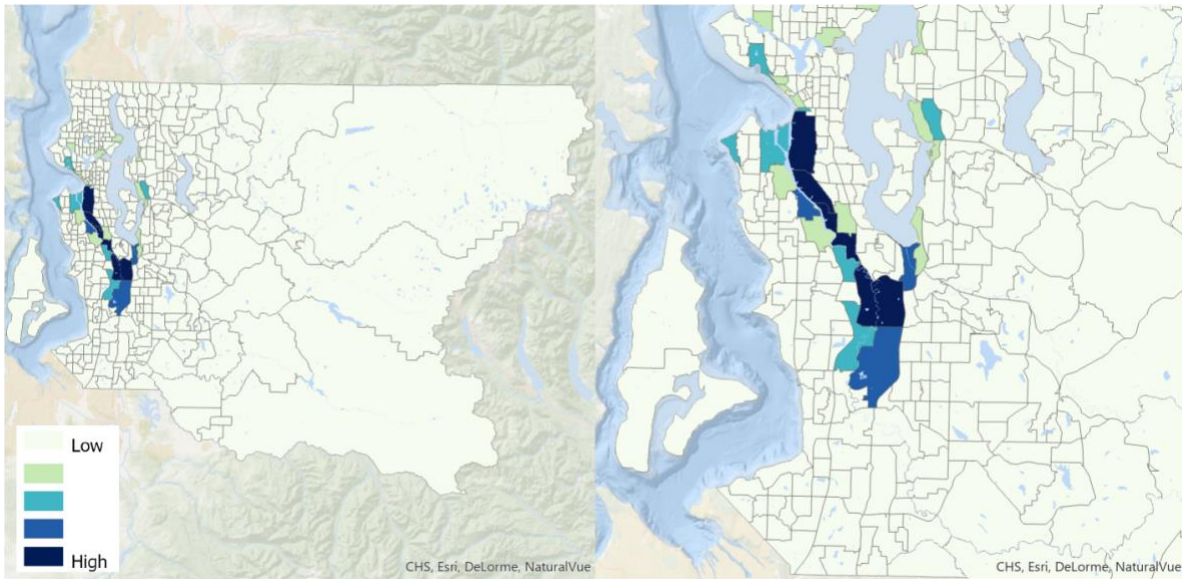 Low
High
CHS, Esri, DeLorme, NaturalVue
CHS, Esri, DeLorme, NaturalVue